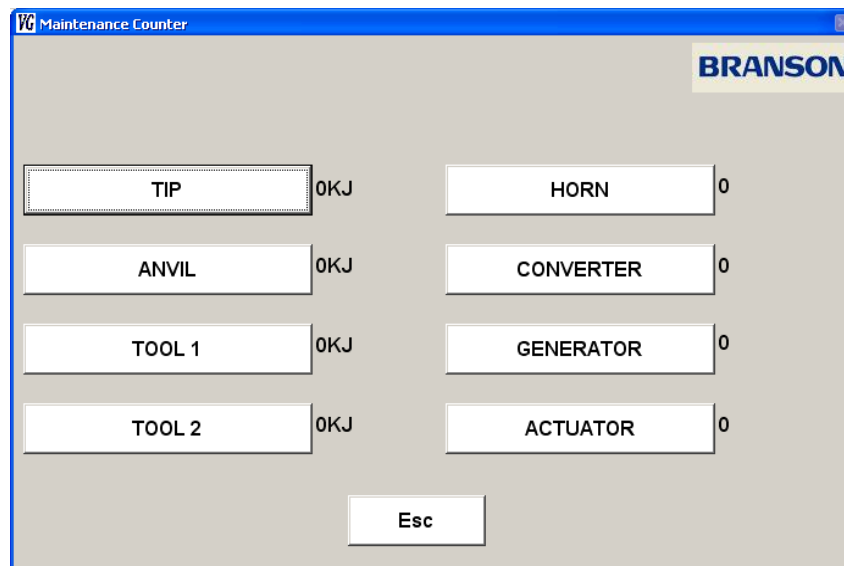 VG Maintenance Counter
BRANSON
TIP 0KJ HORN 0
ANVIL 0KJ CONVERTER 0
TOOL 1 0KJ GENERATOR 0
TOOL 2 0KJ ACTUATOR 0
Esc